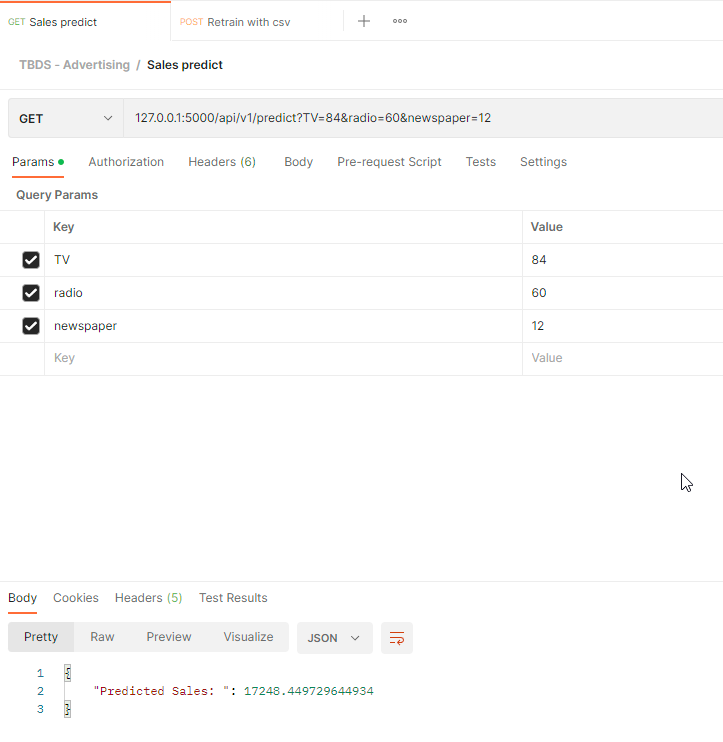 GET Sales predict POST Retrain with csv
TBDS - Advertising / Sales predict
GET 127.0.0.1:5000/api/v1/predict?TV=84&radio=60&newspaper=12
Params Authorization Headers (6) Body Pre-request Script Tests Settings
Query Params
Key Value
TV 84
radio 60
newspaper 12
Key Value
Body Cookies Headers (5) Test Results
Pretty Raw Preview Visualize JSON
1 {
2 "Predicted Sales: ": 17248.449729644934
3 }